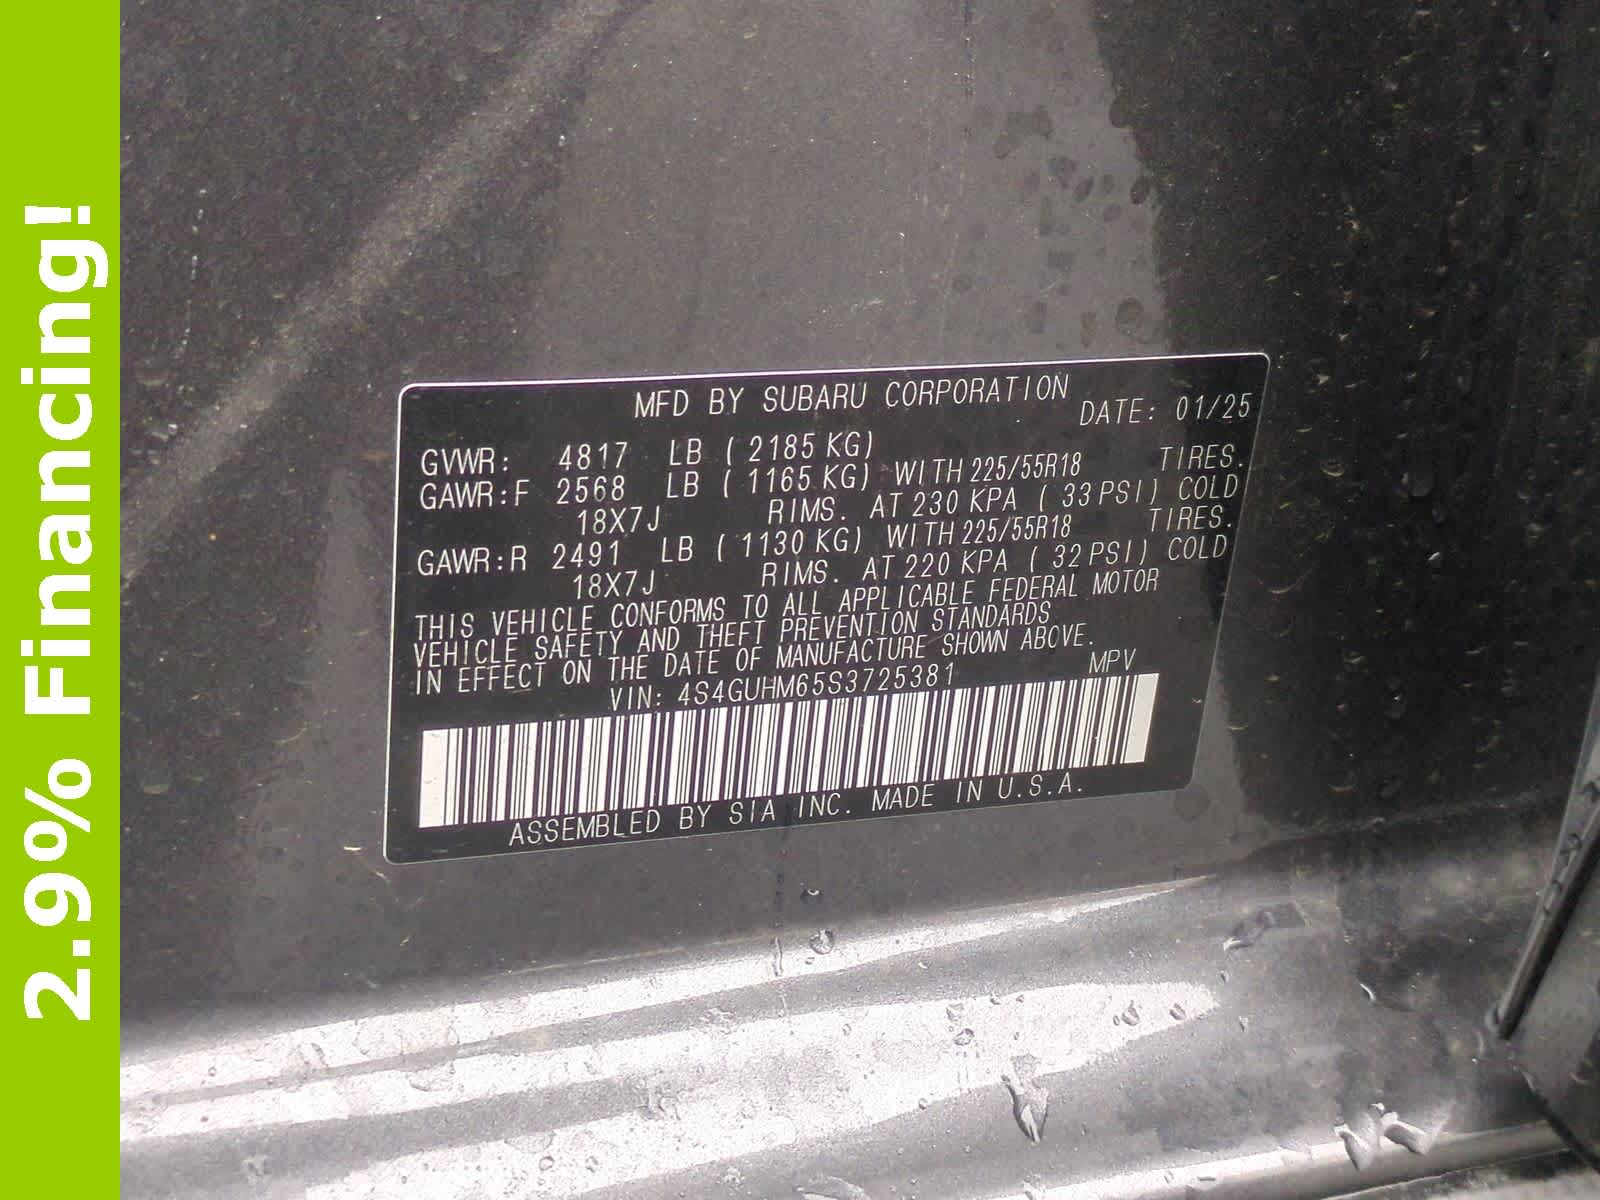 2.9% Financing!
MFD BY SUBARU CORPORATION
DATE: 01/25
GVWR: 4817 LB ( 2185 KG)
GAWR:F 2568 LB ( 1165 KG) WITH 225/55R18 TIRES.
18X7J RIMS. AT 230 KPA ( 33 PSI) COLD
GAWR:R 2491 LB ( 1130 KG) WITH 225/55R18 TIRES.
18X7J RIMS. AT 220 KPA ( 32 PSI) COLD
THIS VEHICLE CONFORMS TO ALL APPLICABLE FEDERAL MOTOR
VEHICLE SAFETY AND THEFT PREVENTION STANDARDS
IN EFFECT ON THE DATE OF MANUFACTURE SHOWN ABOVE.
VIN: 4S4GUHM65S3725381 MPV
ASSEMBLED BY SIA INC. MADE IN U.S.A.